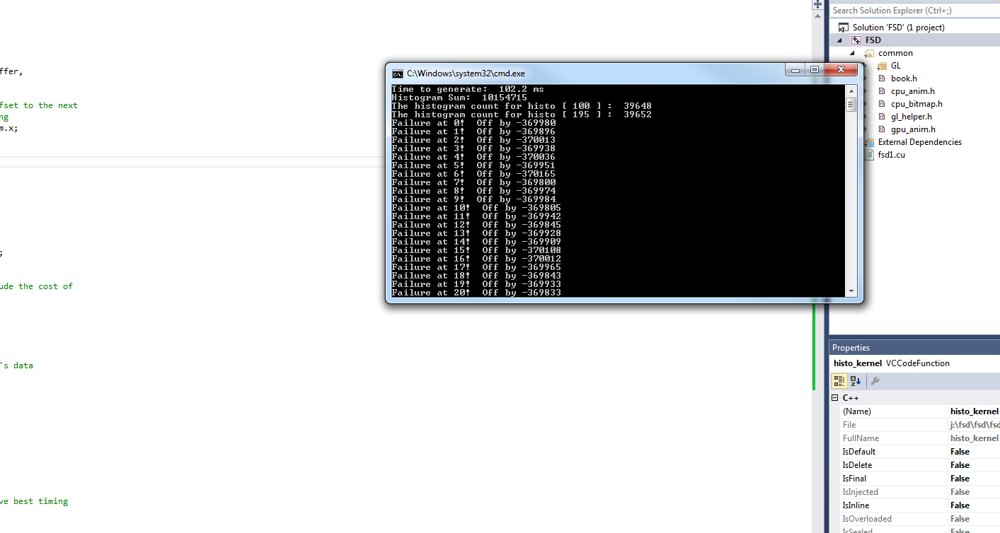 ffer,
fset to the next
ng
m.x;
;
ude the cost of
's data
ve best timing
C:\Windows\system32\cmd.exe
Time to generate:  102.2 ms
Histogram Sum:  10154715
The histogram count for histo [ 100 ] :  39648
The histogram count for histo [ 195 ] :  39652
Failure at 0!  Off by -369980
Failure at 1!  Off by -369896
Failure at 2!  Off by -370013
Failure at 3!  Off by -369938
Failure at 4!  Off by -370036
Failure at 5!  Off by -369951
Failure at 6!  Off by -370165
Failure at 7!  Off by -369800
Failure at 8!  Off by -369974
Failure at 9!  Off by -369984
Failure at 10!  Off by -369805
Failure at 11!  Off by -369942
Failure at 12!  Off by -369845
Failure at 13!  Off by -369928
Failure at 14!  Off by -369909
Failure at 15!  Off by -370108
Failure at 16!  Off by -370012
Failure at 17!  Off by -369965
Failure at 18!  Off by -369843
Failure at 19!  Off by -369933
Failure at 20!  Off by -369833
Search Solution Explorer (Ctrl+;)
Solution 'FSD' (1 project)
FSD
common
GL
book.h
cpu_anim.h
cpu_bitmap.h
gl_helper.h
gpu_anim.h
External Dependencies
fsd1.cu
Properties
histo_kernel VCCodeFunction
C++
(Name) histo_kernel
File j:\fsd\fsd\fsd
FullName histo_kernel
IsDefault False
IsDelete False
IsFinal False
IsInjected False
IsInline False
IsOverloaded False
IsSealed False